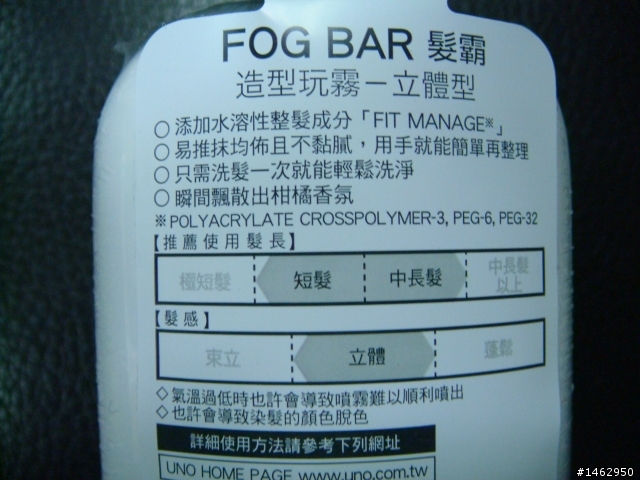 FOG BAR 髮霸
造型玩霧－立體型
○ 添加水溶性整髮成分「FIT MANAGE※」
○ 易推抹均佈且不黏膩，用手就能簡單再整理
○ 只需洗髮一次就能輕鬆洗淨
○ 瞬間飄散出柑橘香氛
※ POLYACRYLATE CROSSPOLYMER-3, PEG-6, PEG-32
【推薦使用髮長】
極短髮 短髮 中長髮 中長髮以上
【髮感】
束立 立體 蓬鬆
◇ 氣溫過低時也許會導致噴霧難以順利噴出
◇ 也許會導致染髮的顏色脫色
詳細使用方法請參考下列網址
UNO HOME PAGE www.uno.com.tw
#1462950